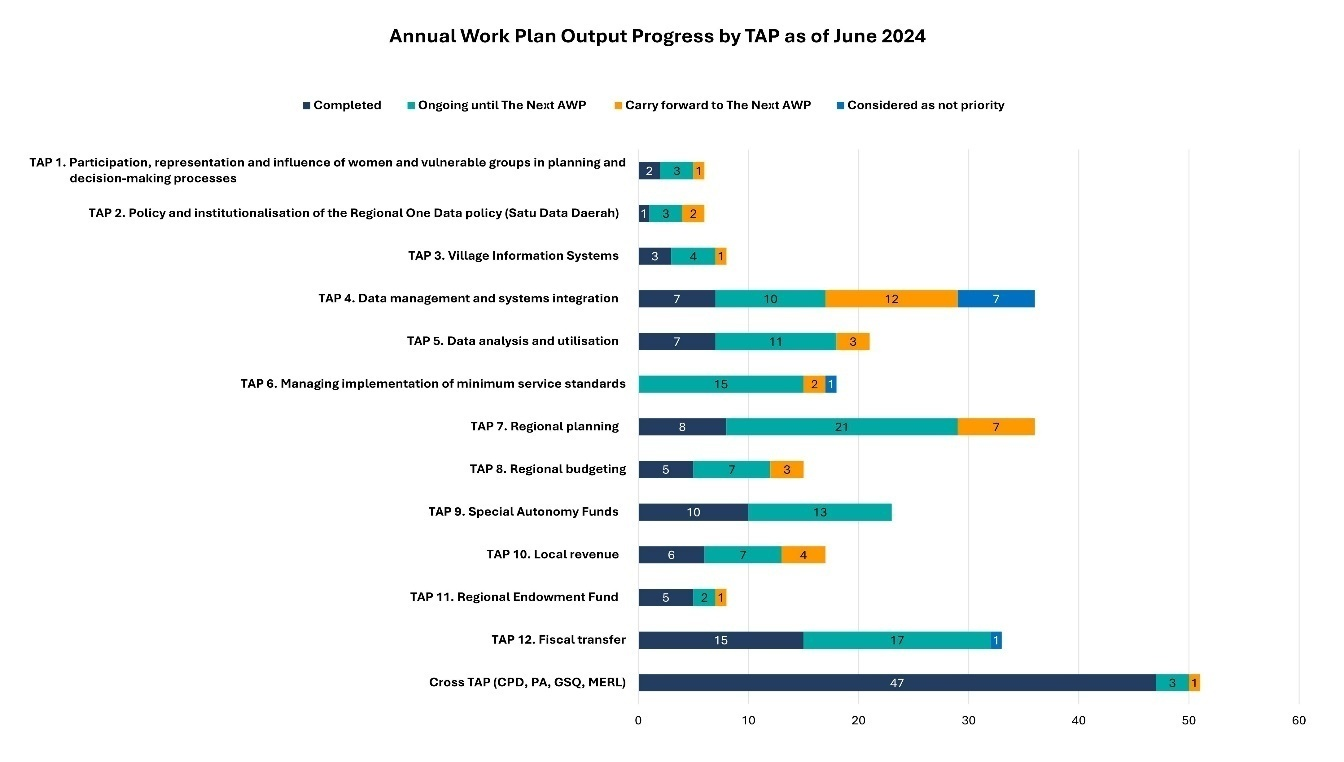 Annual Work Plan Output Progress by TAP as of June 2024
Completed Ongoing until The Next AWP Carry forward to The Next AWP Considered as not priority
TAP 1. Participation, representation and influence of women and vulnerable groups in planning and
decision-making processes
2 3 1
TAP 2. Policy and institutionalisation of the Regional One Data policy (Satu Data Daerah) 1 3 2
TAP 3. Village Information Systems 3 4 1
TAP 4. Data management and systems integration 7 10 12 7
TAP 5. Data analysis and utilisation 7 11 3
TAP 6. Managing implementation of minimum service standards 15 2 1
TAP 7. Regional planning 8 21 7
TAP 8. Regional budgeting 5 7 3
TAP 9. Special Autonomy Funds 10 13
TAP 10. Local revenue 6 7 4
TAP 11. Regional Endowment Fund 5 2 1
TAP 12. Fiscal transfer 15 17 1
Cross TAP (CPD, PA, GSQ, MERL) 47 3 1
0 10 20 30 40 50 60